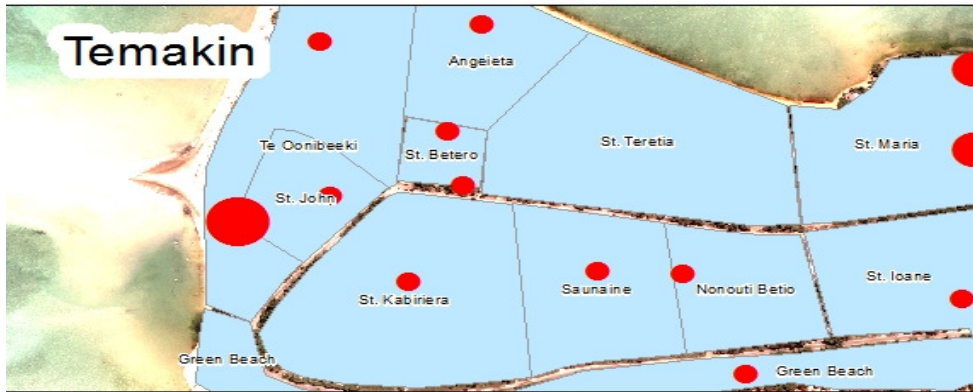 Temakin
Angeieta
Te Oonibeeki
St. Betero
St. Teretia
St. Maria
St. John
St. Kabiriera
Saunaine
Nonouti Betio
St. Ioane
Green Beach
Green Beach